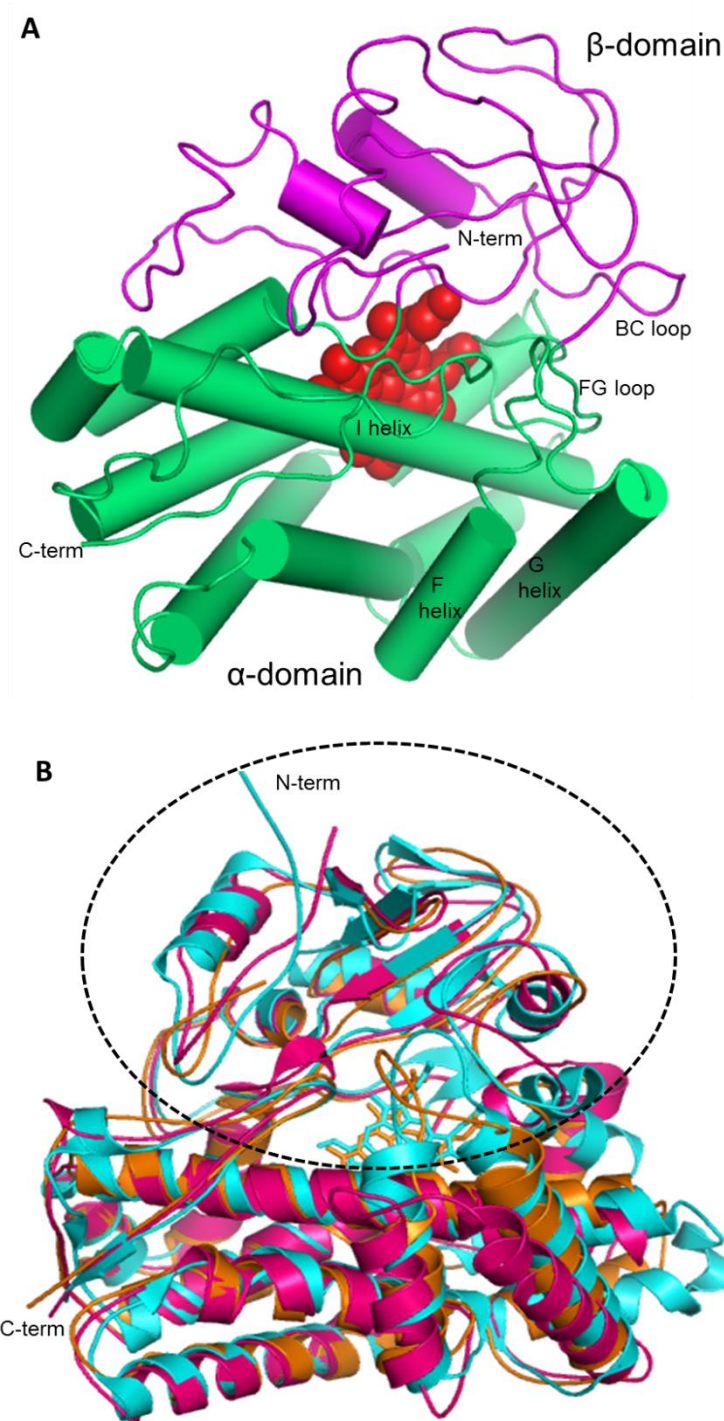 A
β-domain
N-term
BC loop
FG loop
I helix
C-term
F
helix
G
helix
α-domain
B
N-term
C-term